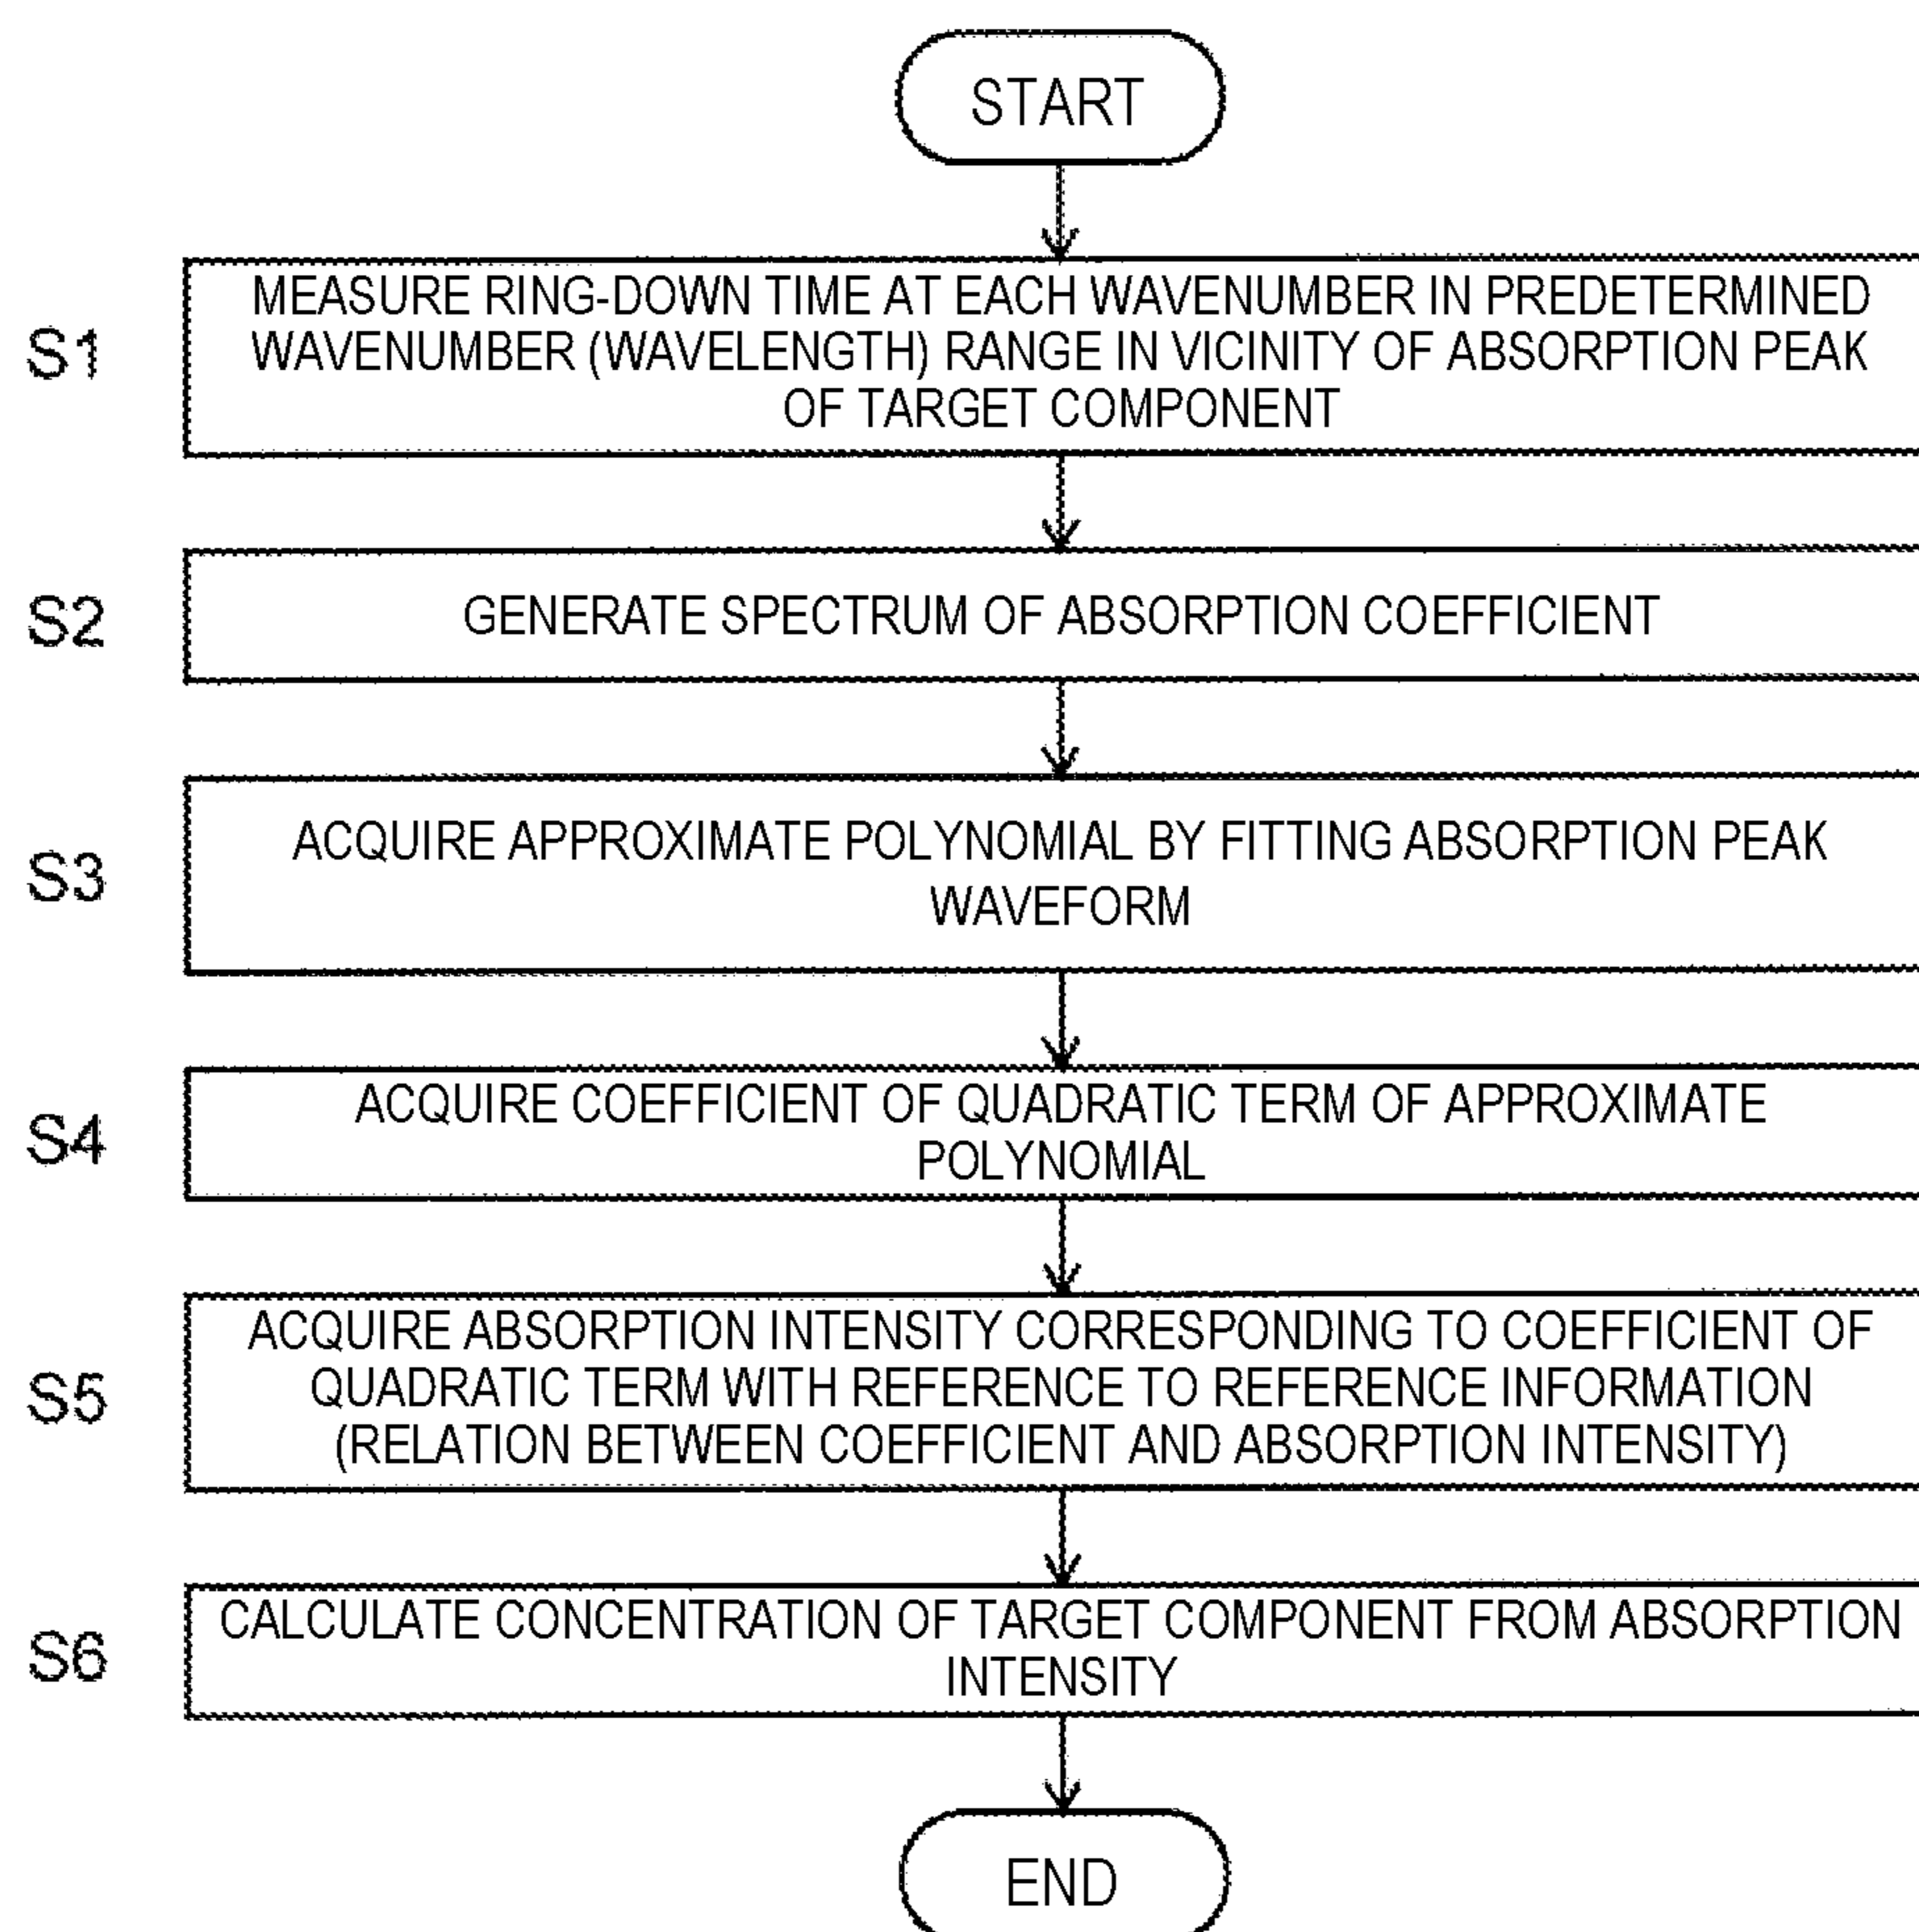 START
S1
MEASURE RING-DOWN TIME AT EACH WAVENUMBER IN PREDETERMINED
WAVENUMBER (WAVELENGTH) RANGE IN VICINITY OF ABSORPTION PEAK
OF TARGET COMPONENT
S2
GENERATE SPECTRUM OF ABSORPTION COEFFICIENT
S3
ACQUIRE APPROXIMATE POLYNOMIAL BY FITTING ABSORPTION PEAK
WAVEFORM
S4
ACQUIRE COEFFICIENT OF QUADRATIC TERM OF APPROXIMATE
POLYNOMIAL
S5
ACQUIRE ABSORPTION INTENSITY CORRESPONDING TO COEFFICIENT OF
QUADRATIC TERM WITH REFERENCE TO REFERENCE INFORMATION
(RELATION BETWEEN COEFFICIENT AND ABSORPTION INTENSITY)
S6
CALCULATE CONCENTRATION OF TARGET COMPONENT FROM ABSORPTION
INTENSITY
END